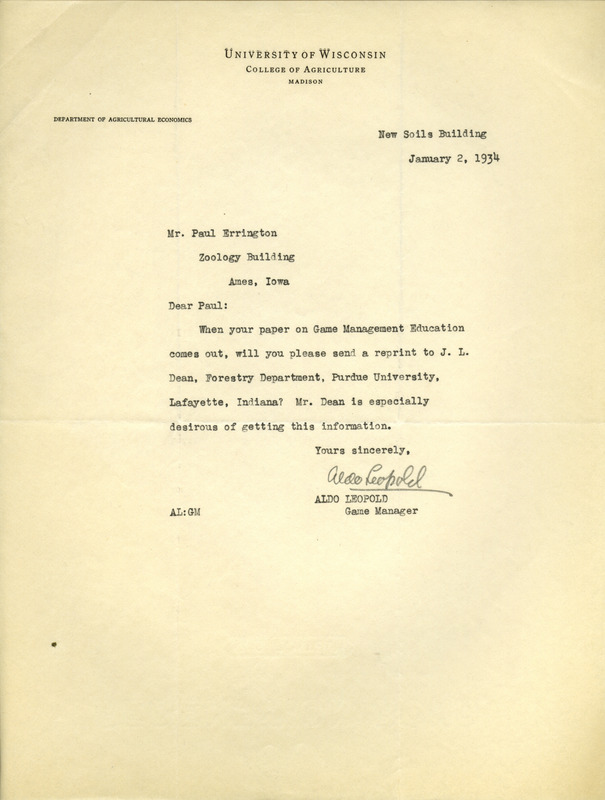 UNIVERSITY OF WISCONSIN
COLLEGE OF AGRICULTURE
MADISON
DEPARTMENT OF AGRICULTURAL ECONOMICS
New Soils Building
January 2, 1934
Mr. Paul Errington
Zoology Building
Ames, Iowa
Dear Paul:
When your paper on Game Management Education
comes out, will you please send a reprint to J. L.
Dean, Forestry Department, Purdue University,
Lafayette, Indiana? Mr. Dean is especially
desirous of getting this information.
Yours sincerely,
Aldo Leopold
ALDO LEOPOLD
AL:GM Game Manager